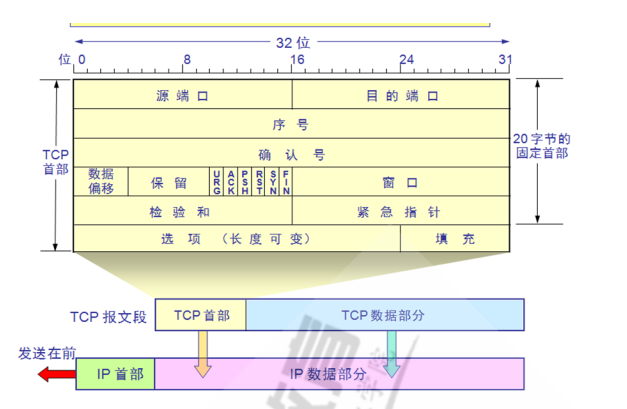 32 位
位 0 8 16 24 31
源 端 口 目 的 端 口
序 号
确 认 号
TCP
首部
20 字节的
固定首部
数据
偏移
保 留
URG ACK PSH RST SYN FIN
窗 口
检 验 和 紧 急 指 针
选 项 (长 度 可 变) 填 充
TCP 报文段 TCP 首部 TCP 数据部分
发送在前
IP 首部 IP 数据部分